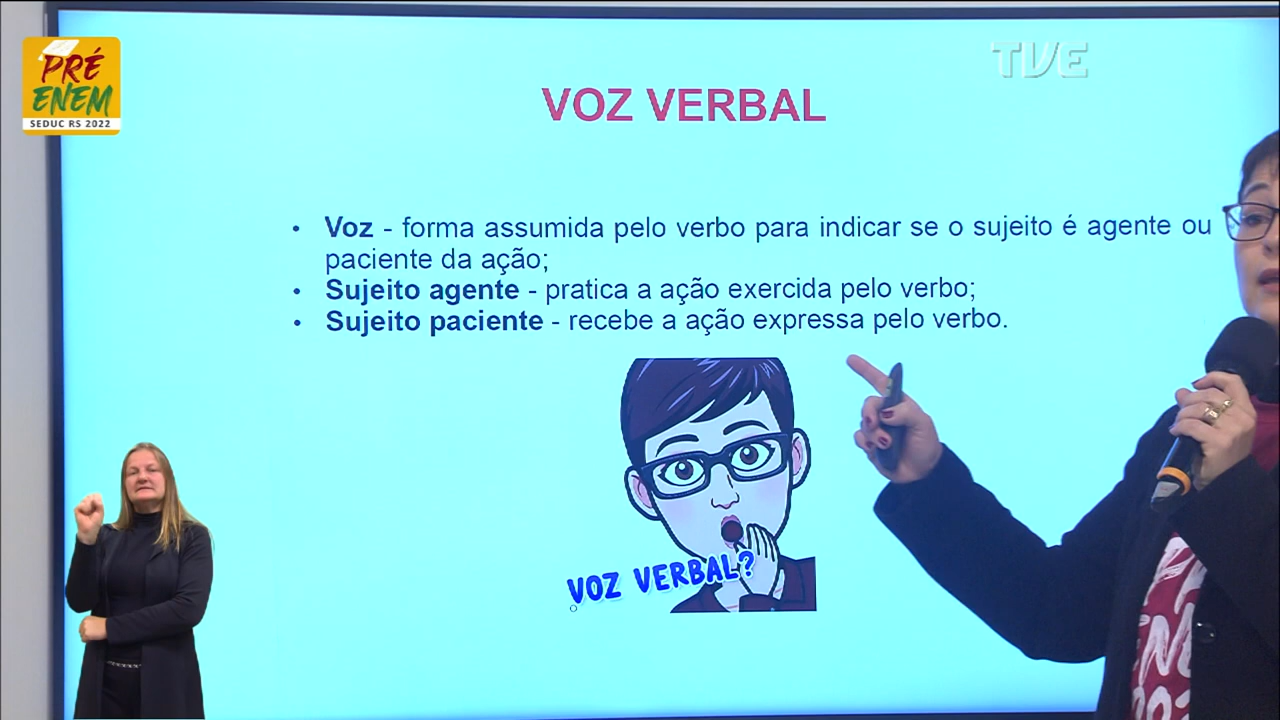 PRÉ
ENEM
SEDUC RS 2022
TVE
VOZ VERBAL
• Voz - forma assumida pelo verbo para indicar se o sujeito é agente ou
paciente da ação;
• Sujeito agente - pratica a ação exercida pelo verbo;
• Sujeito paciente - recebe a ação expressa pelo verbo.
VOZ VERBAL?